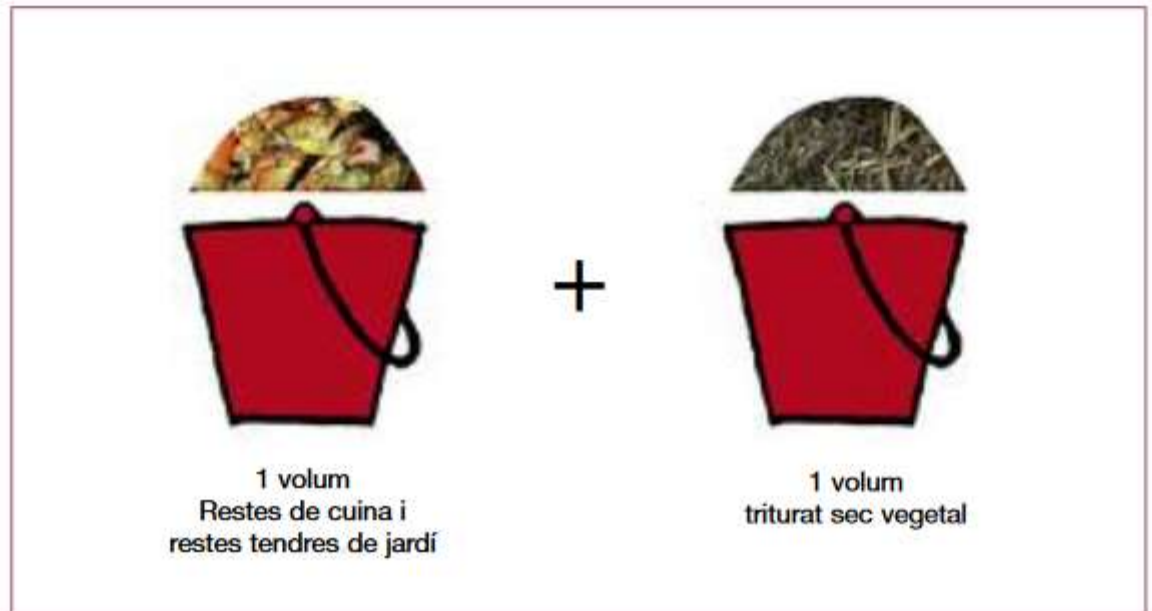 +
1 volum
Restes de cuina i
restes tendres de jardí
1 volum
triturat sec vegetal